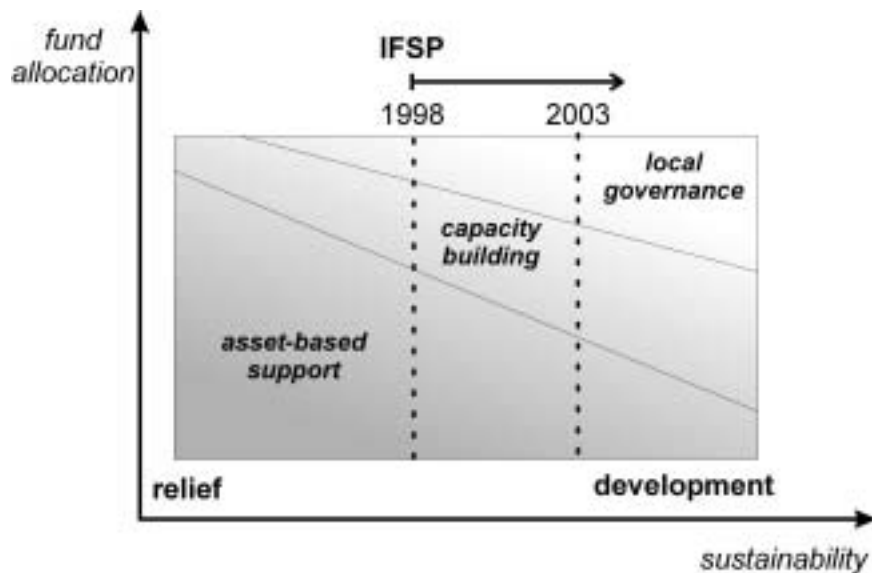 fund
allocation
IFSP
1998
2003
local
governance
capacity
building
asset-based
support
relief
development
sustainability